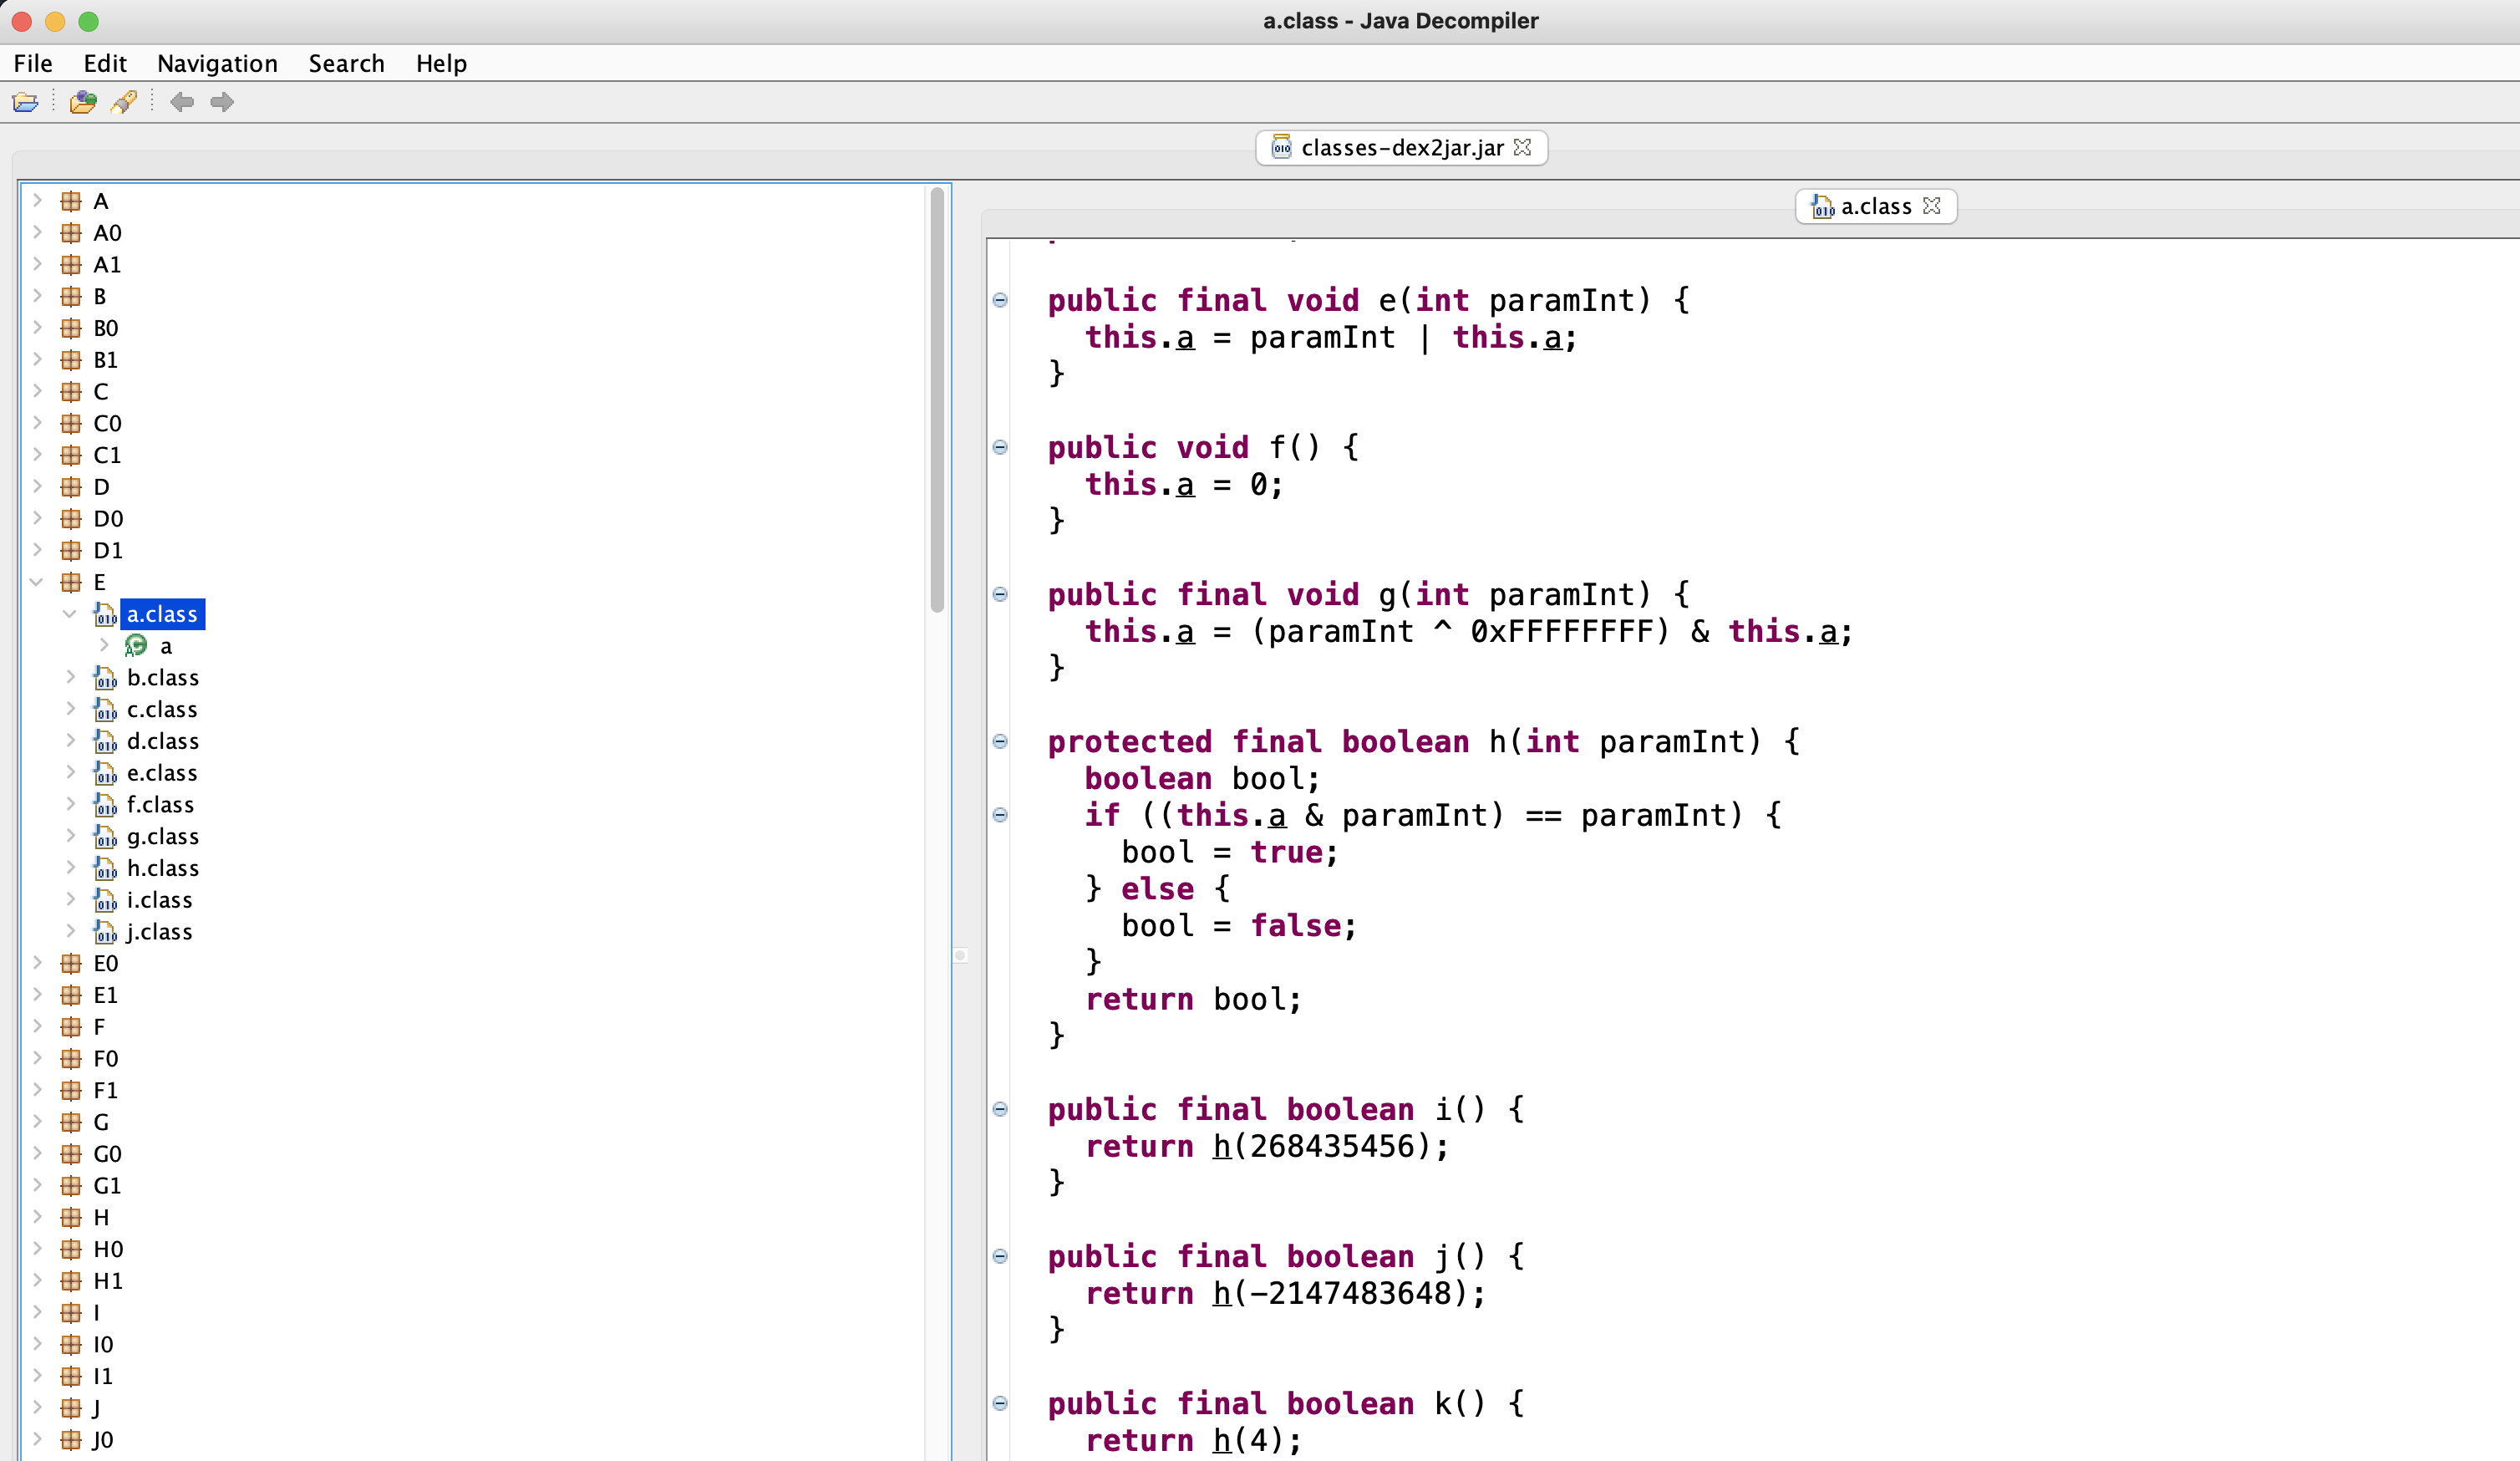 a.class - Java Decompiler
File Edit Navigation Search Help
classes-dex2jar.jar
A
A0
A1
B
B0
B1
C
C0
C1
D
D0
D1
E
a.class
a
b.class
c.class
d.class
e.class
f.class
g.class
h.class
i.class
j.class
E0
E1
F
F0
F1
G
G0
G1
H
H0
H1
I
I0
I1
J
J0
a.class
public final void e(int paramInt) {
this.a = paramInt | this.a;
}
public void f() {
this.a = 0;
}
public final void g(int paramInt) {
this.a = (paramInt ^ 0xFFFFFFFF) & this.a;
}
protected final boolean h(int paramInt) {
boolean bool;
if ((this.a & paramInt) == paramInt) {
bool = true;
} else {
bool = false;
}
return bool;
}
public final boolean i() {
return h(268435456);
}
public final boolean j() {
return h(-2147483648);
}
public final boolean k() {
return h(4);